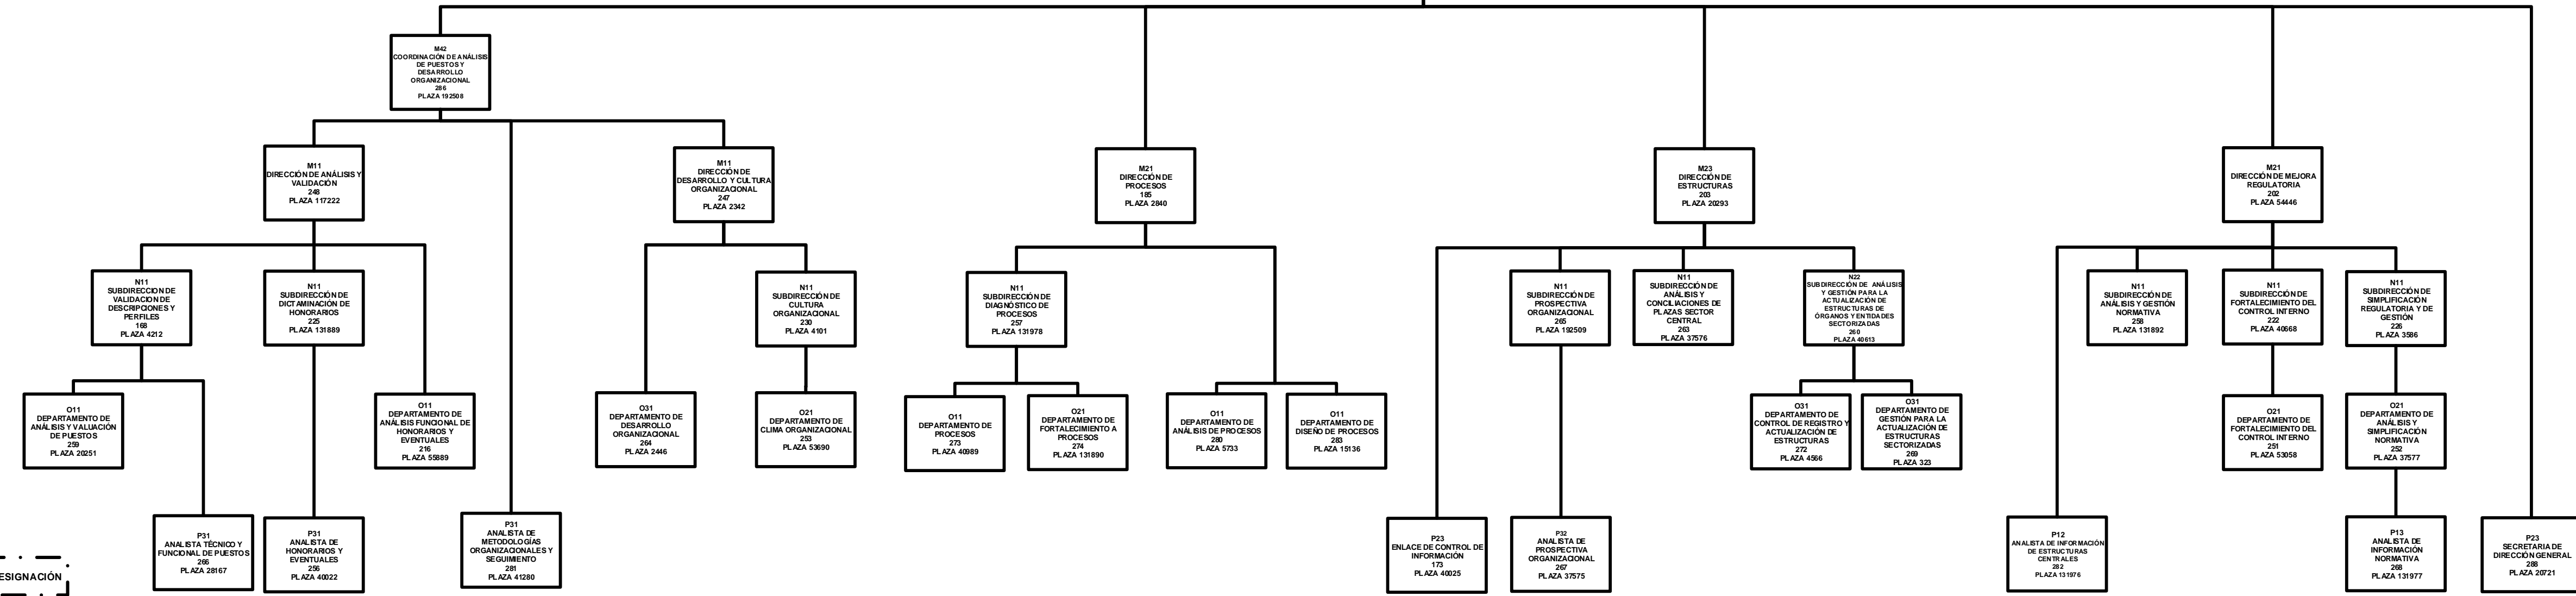 M42
COORDINACIÓN DE ANÁLISIS
DE PUESTOS Y
DESARROLLO
ORGANIZACIONAL
286
PLAZA 192508
M11
DIRECCIÓN DE ANÁLISIS Y
VALIDACIÓN
248
PLAZA 117222
M11
DIRECCIÓN DE
DESARROLLO Y CULTURA
ORGANIZACIONAL
247
PLAZA 2342
M21
DIRECCIÓN DE
PROCESOS
185
PLAZA 2840
M23
DIRECCIÓN DE
ESTRUCTURAS
203
PLAZA 20293
M21
DIRECCIÓN DE MEJORA
REGULATORIA
202
PLAZA 54446
N11
SUBDIRECCION DE
VALIDACION DE
DESCRIPCIONES Y
PERFILES
168
PLAZA 4212
N11
SUBDIRECCIÓN DE
DICTAMINACIÓN DE
HONORARIOS
225
PLAZA 131889
N11
SUBDIRECCIÓN DE
CULTURA
ORGANIZACIONAL
230
PLAZA 4101
N11
SUBDIRECCIÓN DE
DIAGNÓSTICO DE
PROCESOS
257
PLAZA 131978
N11
SUBDIRECCIÓN DE
PROSPECTIVA
ORGANIZACIONAL
265
PLAZA 192509
N11
SUBDIRECCIÓN DE
ANÁLISIS Y
CONCILIACIONES DE
PLAZAS SECTOR
CENTRAL
263
PLAZA 37576
N22
SUBDIRECCIÓN DE ANÁLISIS
Y GESTIÓN PARA LA
ACTUALIZACIÓN DE
ESTRUCTURAS DE
ÓRGANOS Y ENTIDADES
SECTORIZADAS
260
PLAZA 40613
N11
SUBDIRECCIÓN DE
ANÁLISIS Y GESTIÓN
NORMATIVA
258
PLAZA 131892
N11
SUBDIRECCIÓN DE
FORTALECIMIENTO DEL
CONTROL INTERNO
222
PLAZA 40668
N11
SUBDIRECCIÓN DE
SIMPLIFICACIÓN
REGULATORIA Y DE
GESTIÓN
226
PLAZA 3586
O11
DEPARTAMENTO DE
ANÁLISIS Y VALUACIÓN
DE PUESTOS
259
PLAZA 20251
O11
DEPARTAMENTO DE
ANÁLISIS FUNCIONAL DE
HONORARIOS Y
EVENTUALES
216
PLAZA 55889
O31
DEPARTAMENTO DE
DESARROLLO
ORGANIZACIONAL
264
PLAZA 2446
O21
DEPARTAMENTO DE
CLIMA ORGANIZACIONAL
253
PLAZA 53690
O11
DEPARTAMENTO DE
PROCESOS
273
PLAZA 40989
O21
DEPARTAMENTO DE
FORTALECIMIENTO A
PROCESOS
274
PLAZA 131890
O11
DEPARTAMENTO DE
ANÁLISIS DE PROCESOS
280
PLAZA 5733
O11
DEPARTAMENTO DE
DISEÑO DE PROCESOS
283
PLAZA 15136
O31
DEPARTAMENTO DE
CONTROL DE REGISTRO Y
ACTUALIZACIÓN DE
ESTRUCTURAS
272
PLAZA 4566
O31
DEPARTAMENTO DE
GESTIÓN PARA LA
ACTUALIZACIÓN DE
ESTRUCTURAS
SECTORIZADAS
269
PLAZA 323
O21
DEPARTAMENTO DE
FORTALECIMIENTO DEL
CONTROL INTERNO
251
PLAZA 53058
O21
DEPARTAMENTO DE
ANÁLISIS Y
SIMPLIFICACIÓN
NORMATIVA
252
PLAZA 37577
P31
ANALISTA TÉCNICO Y
FUNCIONAL DE PUESTOS
266
PLAZA 28167
P31
ANALISTA DE
HONORARIOS Y
EVENTUALES
256
PLAZA 40022
P31
ANALISTA DE
METODOLOGÍAS
ORGANIZACIONALES Y
SEGUIMIENTO
281
PLAZA 41280
P23
ENLACE DE CONTROL DE
INFORMACIÓN
173
PLAZA 40025
P32
ANALISTA DE
PROSPECTIVA
ORGANIZACIONAL
267
PLAZA 37575
P12
ANALISTA DE INFORMACIÓN
DE ESTRUCTURAS
CENTRALES
282
PLAZA 131976
P13
ANALISTA DE
INFORMACIÓN
NORMATIVA
268
PLAZA 131977
P23
SECRETARIA DE
DIRECCIÓN GENERAL
288
PLAZA 20721
ESIGNACIÓN